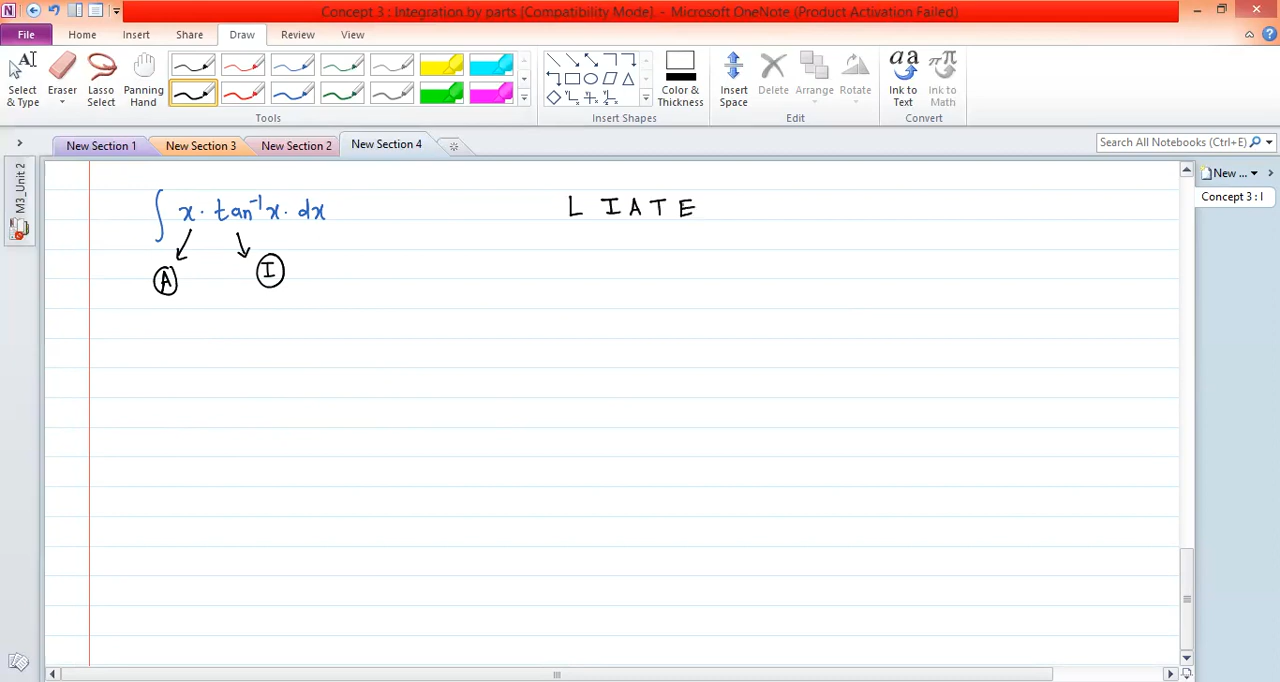 Concept 3 : Integration by parts [Compatibility Mode] - Microsoft OneNote (Product Activation Failed)
File Home Insert Share Draw Review View
Select & Type Eraser Lasso Select Panning Hand Color & Thickness Insert Space Delete Arrange Rotate Ink to Text Ink to Math
Tools Insert Shapes Edit Convert
New Section 1 New Section 3 New Section 2 New Section 4 Search All Notebooks (Ctrl+E)
M3_Unit 2
New ...
Concept 3 : I
∫ x · tan⁻¹x · dx L I A T E
A I